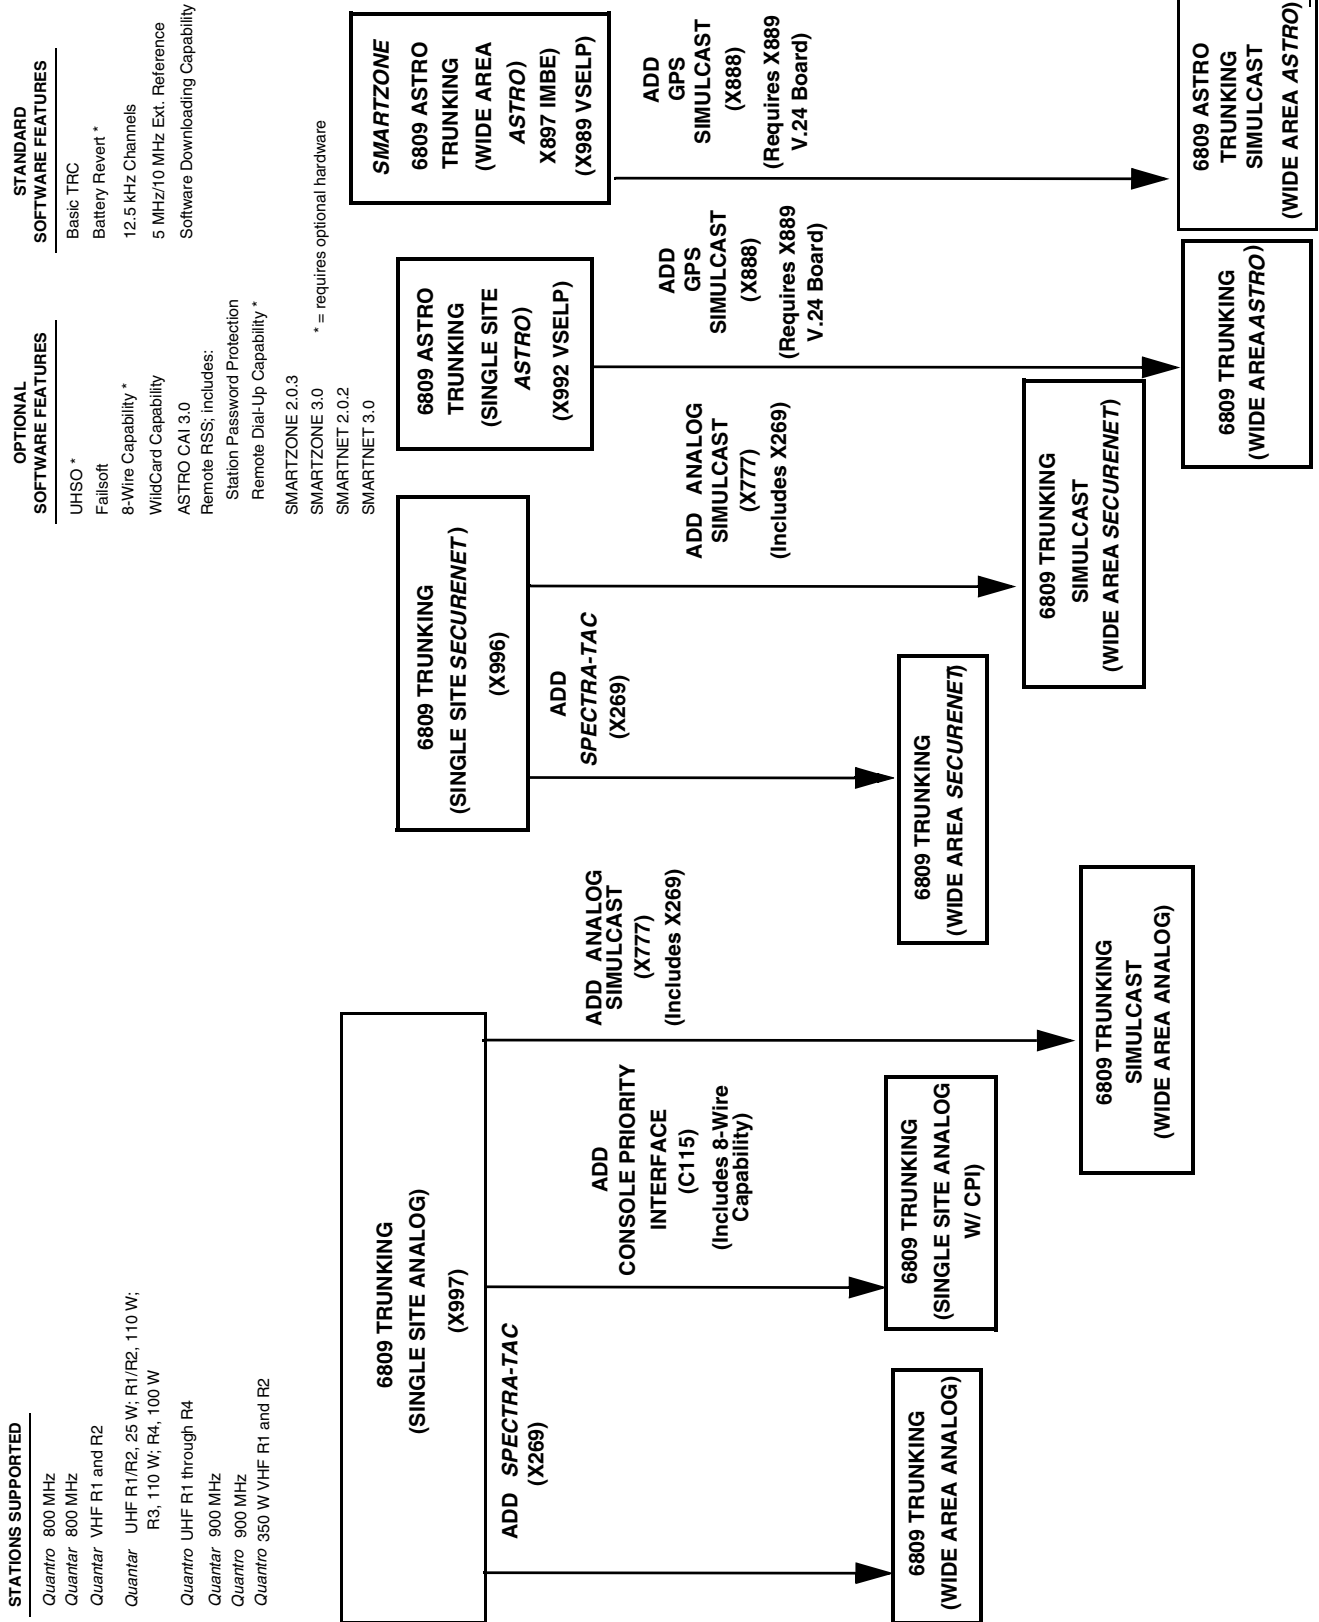 STATIONS SUPPORTED
Quantro 800 MHz
Quantar 800 MHz
Quantar VHF R1 and R2
Quantar UHF R1/R2, 25 W; R1/R2, 110 W;
R3, 110 W; R4, 100 W
Quantro UHF R1 through R4
Quantar 900 MHz
Quantro 900 MHz
Quantro 350 W VHF R1 and R2
OPTIONAL
SOFTWARE FEATURES
UHSO *
Failsoft
8-Wire Capability *
WildCard Capability
ASTRO CAI 3.0
Remote RSS; includes:
Station Password Protection
Remote Dial-Up Capability *
SMARTZONE 2.0.3
SMARTZONE 3.0
SMARTNET 2.0.2
SMARTNET 3.0
STANDARD
SOFTWARE FEATURES
Basic TRC
Battery Revert *
12.5 kHz Channels
5 MHz/10 MHz Ext. Reference
Software Downloading Capability
* = requires optional hardware
6809 TRUNKING
(SINGLE SITE ANALOG)
(X997)
ADD SPECTRA-TAC
(X269)
6809 TRUNKING
(WIDE AREA ANALOG)
ADD
CONSOLE PRIORITY
INTERFACE
(C115)
(Includes 8-Wire
Capability)
6809 TRUNKING
(SINGLE SITE ANALOG
W/ CPI)
ADD ANALOG
SIMULCAST
(X777)
(Includes X269)
6809 TRUNKING
SIMULCAST
(WIDE AREA ANALOG)
6809 TRUNKING
(SINGLE SITE SECURENET)
(X996)
ADD
SPECTRA-TAC
(X269)
6809 TRUNKING
(WIDE AREA SECURENET)
ADD ANALOG
SIMULCAST
(X777)
(Includes X269)
6809 TRUNKING
SIMULCAST
(WIDE AREA SECURENET)
6809 ASTRO
TRUNKING
(SINGLE SITE
ASTRO)
(X992 VSELP)
ADD
GPS
SIMULCAST
(X888)
(Requires X889
V.24 Board)
6809 TRUNKING
(WIDE AREA ASTRO)
SMARTZONE
6809 ASTRO
TRUNKING
(WIDE AREA
ASTRO)
X897 IMBE)
(X989 VSELP)
ADD
GPS
SIMULCAST
(X888)
(Requires X889
V.24 Board)
6809 ASTRO
TRUNKING
SIMULCAST
(WIDE AREA ASTRO)